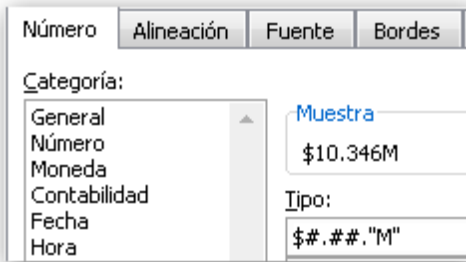 Número Alineación Fuente Bordes
Categoría:
General
Número
Moneda
Contabilidad
Fecha
Hora
Muestra
$10.346M
Tipo:
$#.##."M"